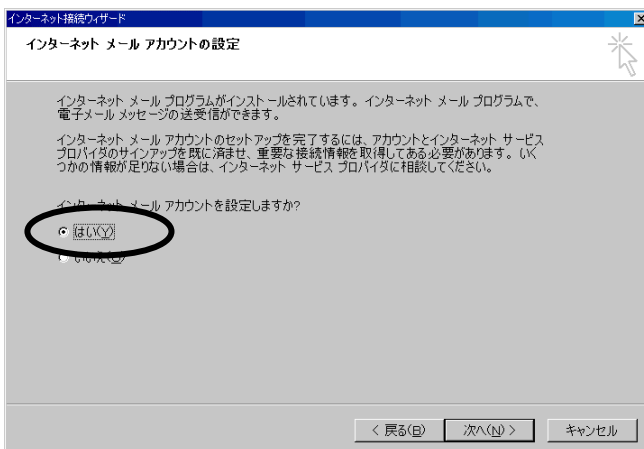 インターネット接続ウィザード
インターネット メール アカウントの設定
インターネット メール プログラムがインストールされています。インターネット メール プログラムで、
電子メール メッセージの送受信ができます。
インターネット メール アカウントのセットアップを完了するには、アカウントとインターネット サービス
プロバイダのサインアップを既に済ませ、重要な接続情報を取得してある必要があります。いく
つかの情報が足りない場合は、インターネット サービス プロバイダに相談してください。
インターネット メール アカウントを設定しますか?
はい(Y)
いいえ(O)
< 戻る(B)
次へ(N) >
キャンセル